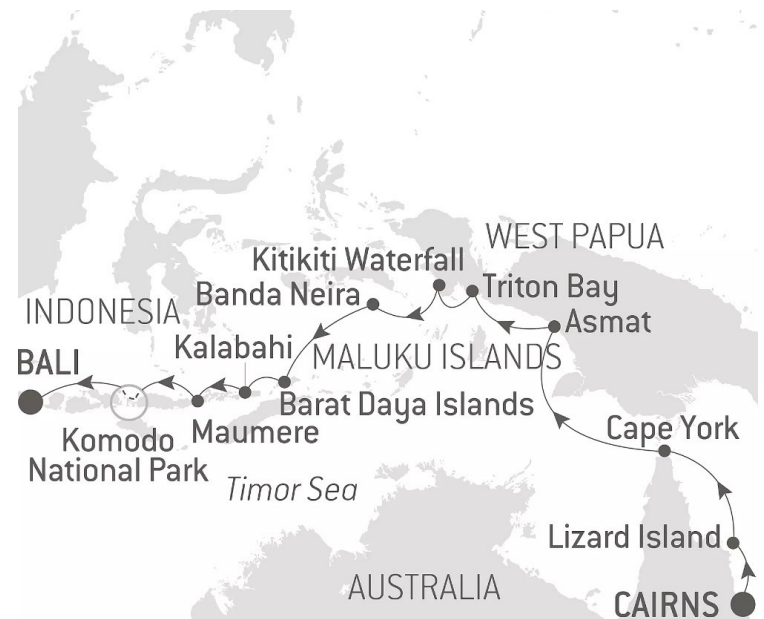 WEST PAPUA
Kitikiti Waterfall
Banda Neira
Triton Bay
INDONESIA
Asmat
Kalabahi
MALUKU ISLANDS
BALI
Barat Daya Islands
Komodo
National Park
Maumere
Cape York
Timor Sea
Lizard Island
AUSTRALIA
CAIRNS